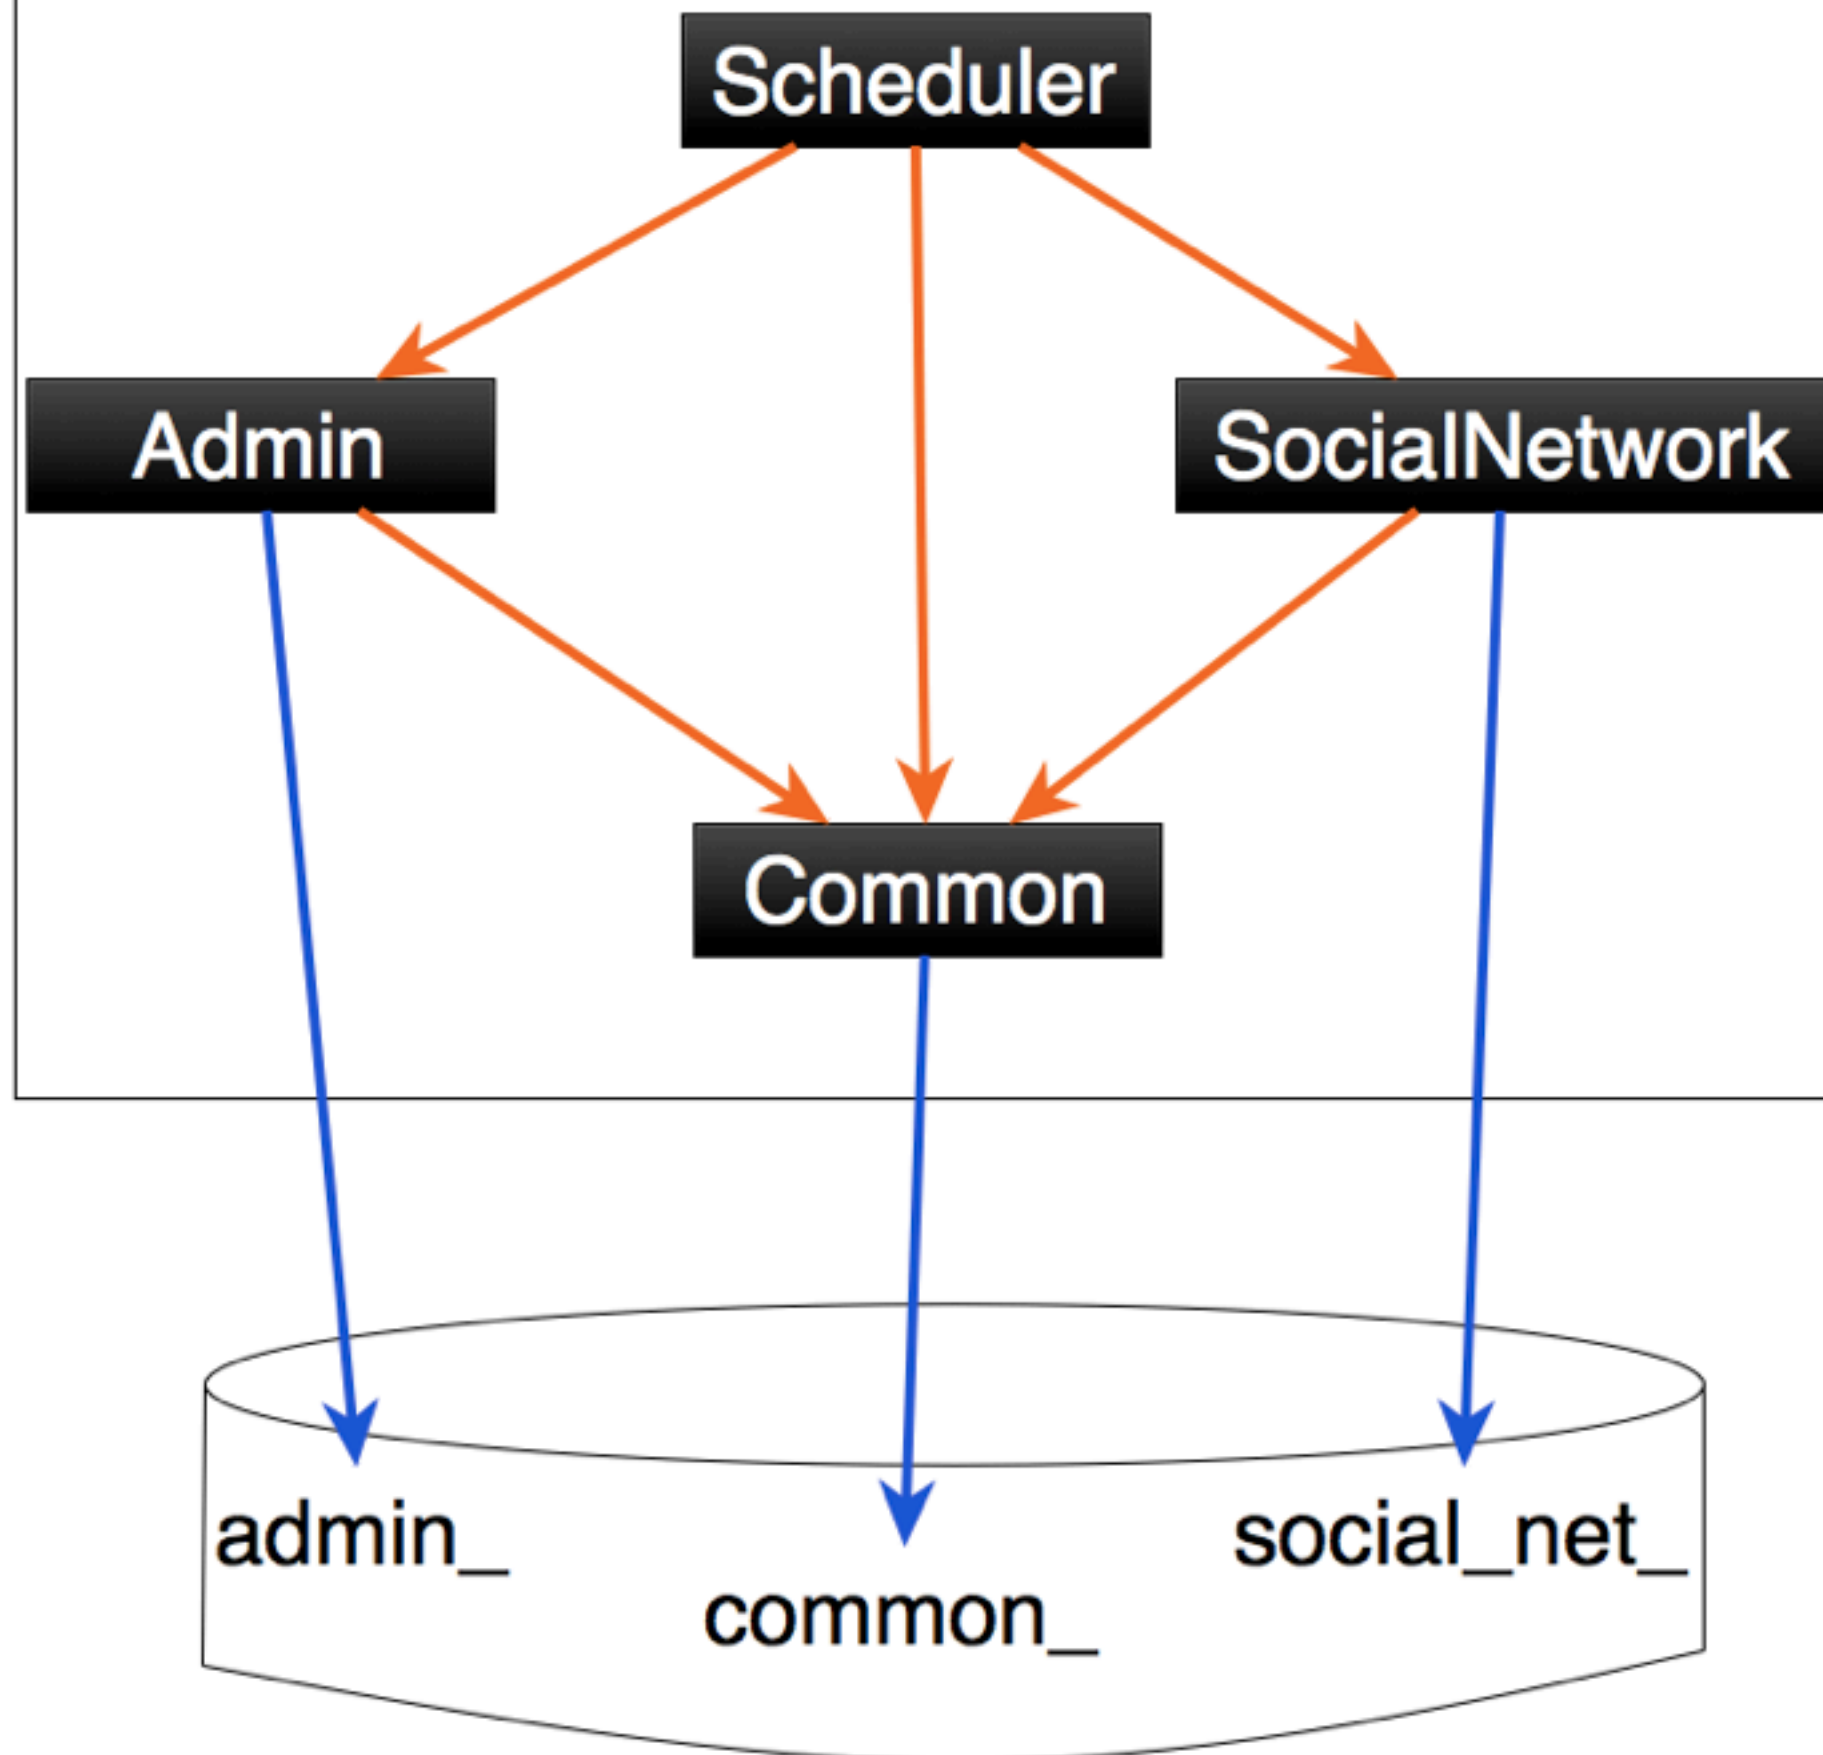 Scheduler
Admin
SocialNetwork
Common
admin_
social_net_
common_